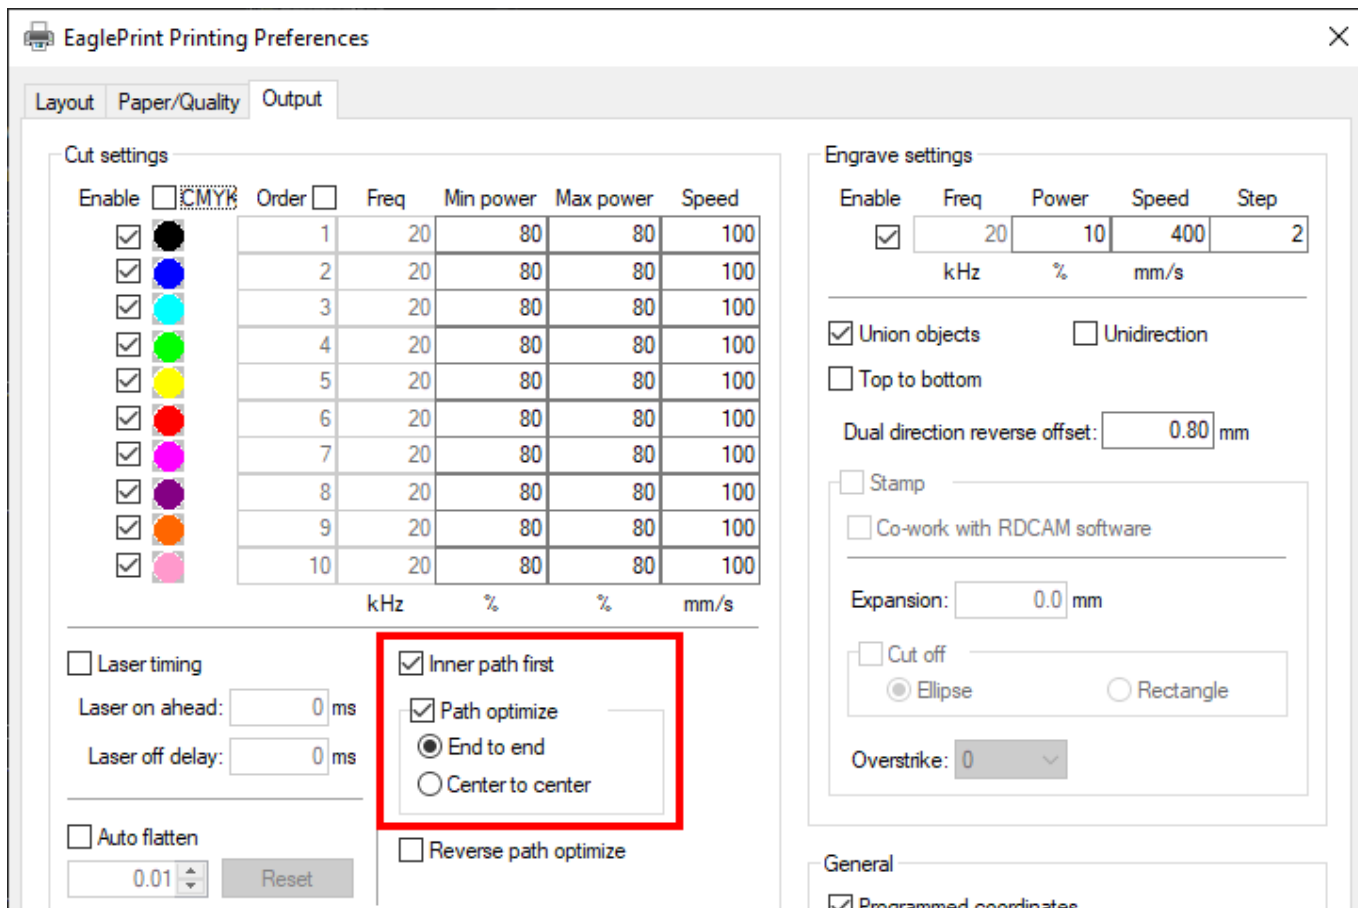 EaglePrint Printing Preferences
Layout Paper/Quality Output
Cut settings
Enable CMYK Order Freq Min power Max power Speed
1 20 80 80 100
2 20 80 80 100
3 20 80 80 100
4 20 80 80 100
5 20 80 80 100
6 20 80 80 100
7 20 80 80 100
8 20 80 80 100
9 20 80 80 100
10 20 80 80 100
kHz % % mm/s
Laser timing
Laser on ahead: 0 ms
Laser off delay: 0 ms
Auto flatten
0.01 Reset
Inner path first
Path optimize
End to end
Center to center
Reverse path optimize
Engrave settings
Enable Freq Power Speed Step
20 10 400 2
kHz % mm/s
Union objects Unidirection
Top to bottom
Dual direction reverse offset: 0.80 mm
Stamp
Co-work with RDCAM software
Expansion: 0.0 mm
Cut off
Ellipse Rectangle
Overstrike: 0
General
Programmed coordinates